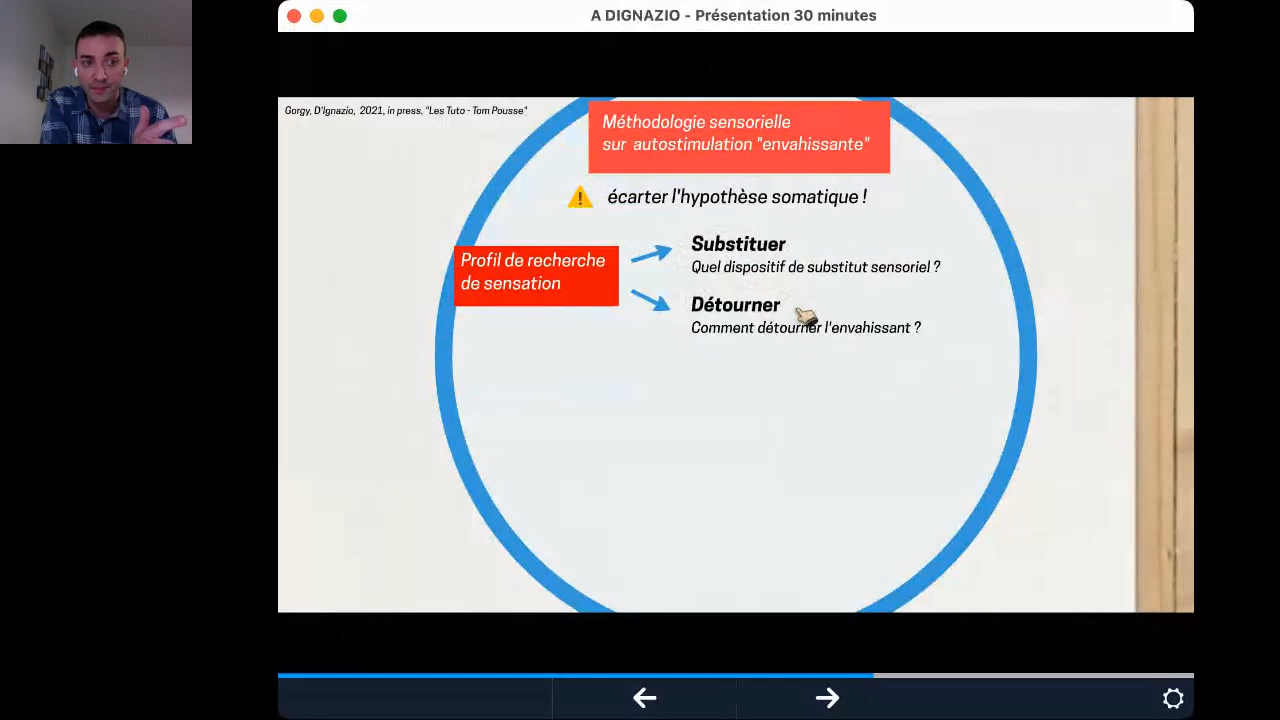 A DIGNAZIO - Présentation 30 minutes
Gorgy, D'Ignazio, 2021, in press, "Les Tuto - Tom Pousse"
Méthodologie sensorielle
sur autostimulation "envahissante"
écarter l'hypothèse somatique !
Profil de recherche
de sensation
Substituer
Quel dispositif de substitut sensoriel ?
Détourner
Comment détourner l'envahissant ?